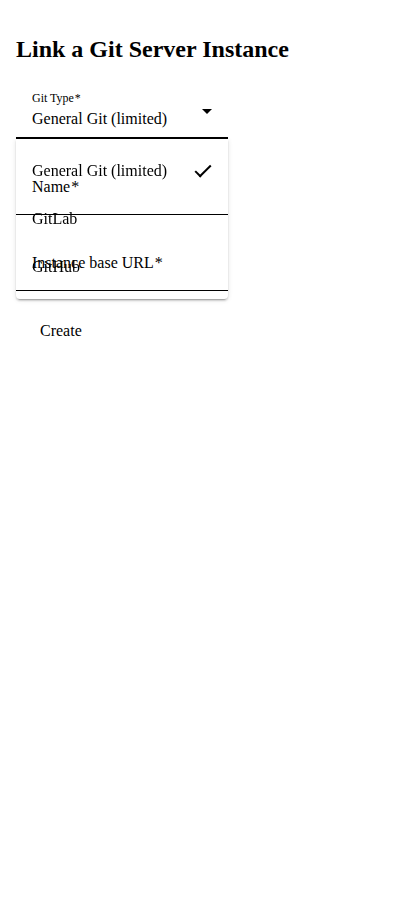 Link a Git Server Instance
Git Type*
General Git (limited)
General Git (limited)
Name*
GitLab
Instance base URL*
GitHub
Create